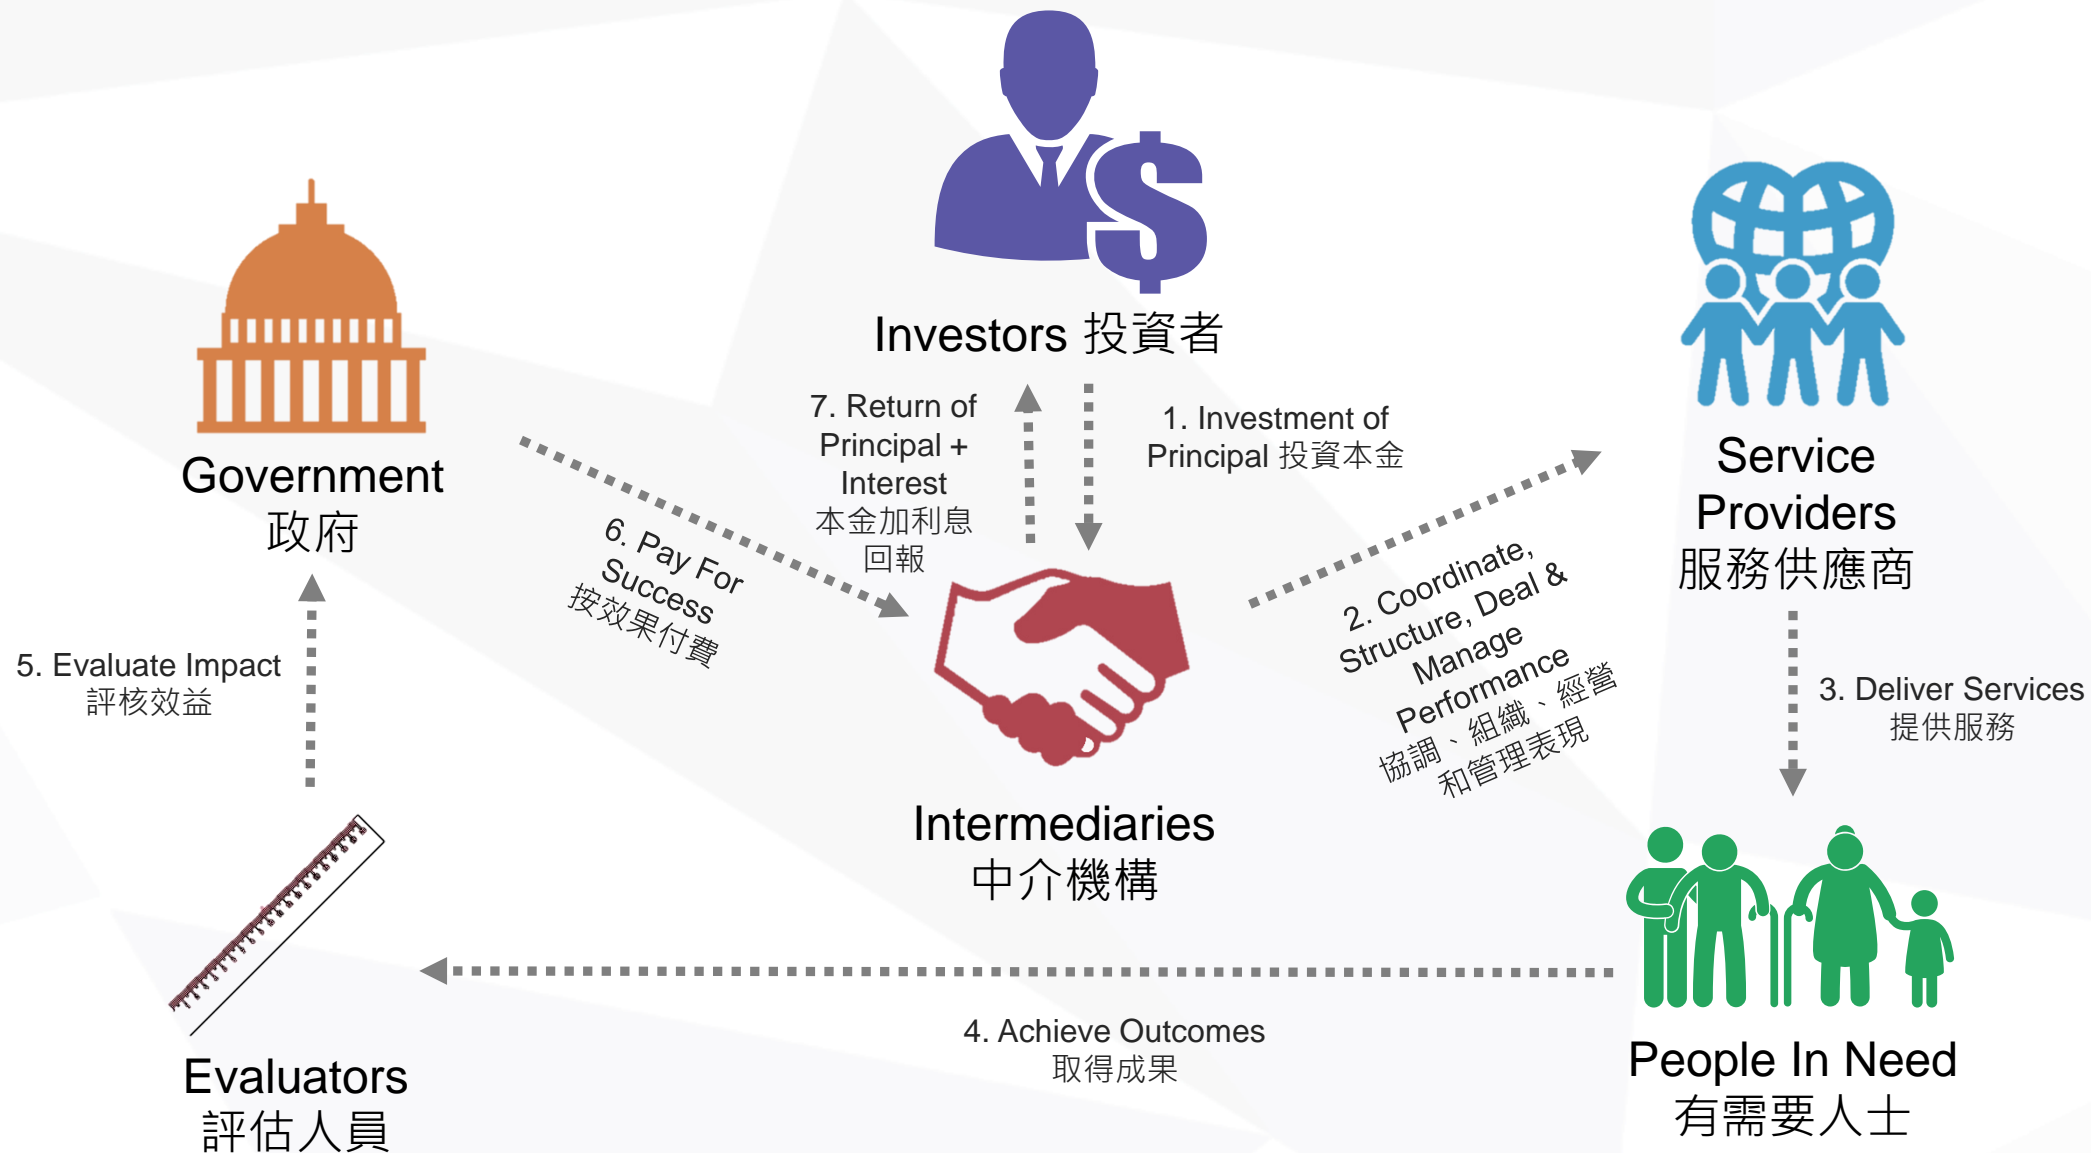 Investors 投資者
Government
政府
Service
Providers
服務供應商
7. Return of
Principal +
Interest
本金加利息
回報
1. Investment of
Principal 投資本金
6. Pay For
Success
按效果付費
2. Coordinate,
Structure, Deal &
Manage
Performance
協調、組織、經營
和管理表現
5. Evaluate Impact
評核效益
3. Deliver Services
提供服務
Intermediaries
中介機構
4. Achieve Outcomes
取得成果
Evaluators
評估人員
People In Need
有需要人士